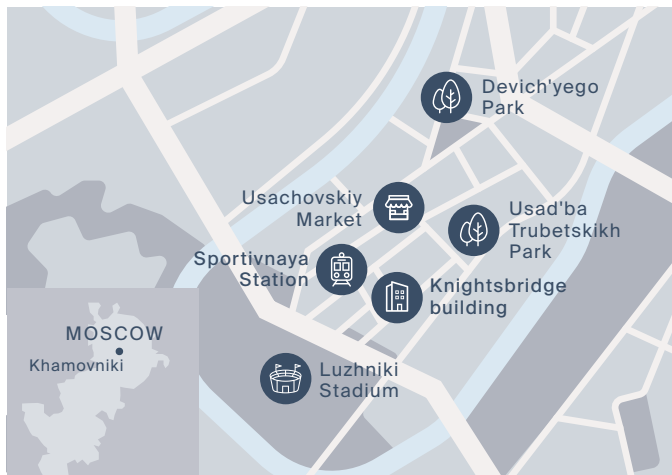 Devich'yego
Park
Usachovskiy
Market
Usad'ba
Trubetskikh
Park
Sportivnaya
Station
Knightsbridge
building
MOSCOW
Khamovniki
Luzhniki
Stadium